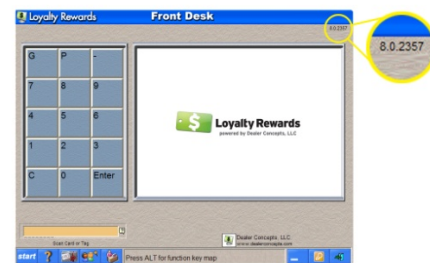 Loyalty Rewards
Front Desk
8.0.2357
8.0.2357
G P -
7 8 9
4 5 6
1 2 3
C 0 Enter
$
Loyalty Rewards
powered by Dealer Concepts, LLC
Scan Card or Tag
Dealer Concepts, LLC
www.dealerconcepts.com
start ? Press ALT for function key map